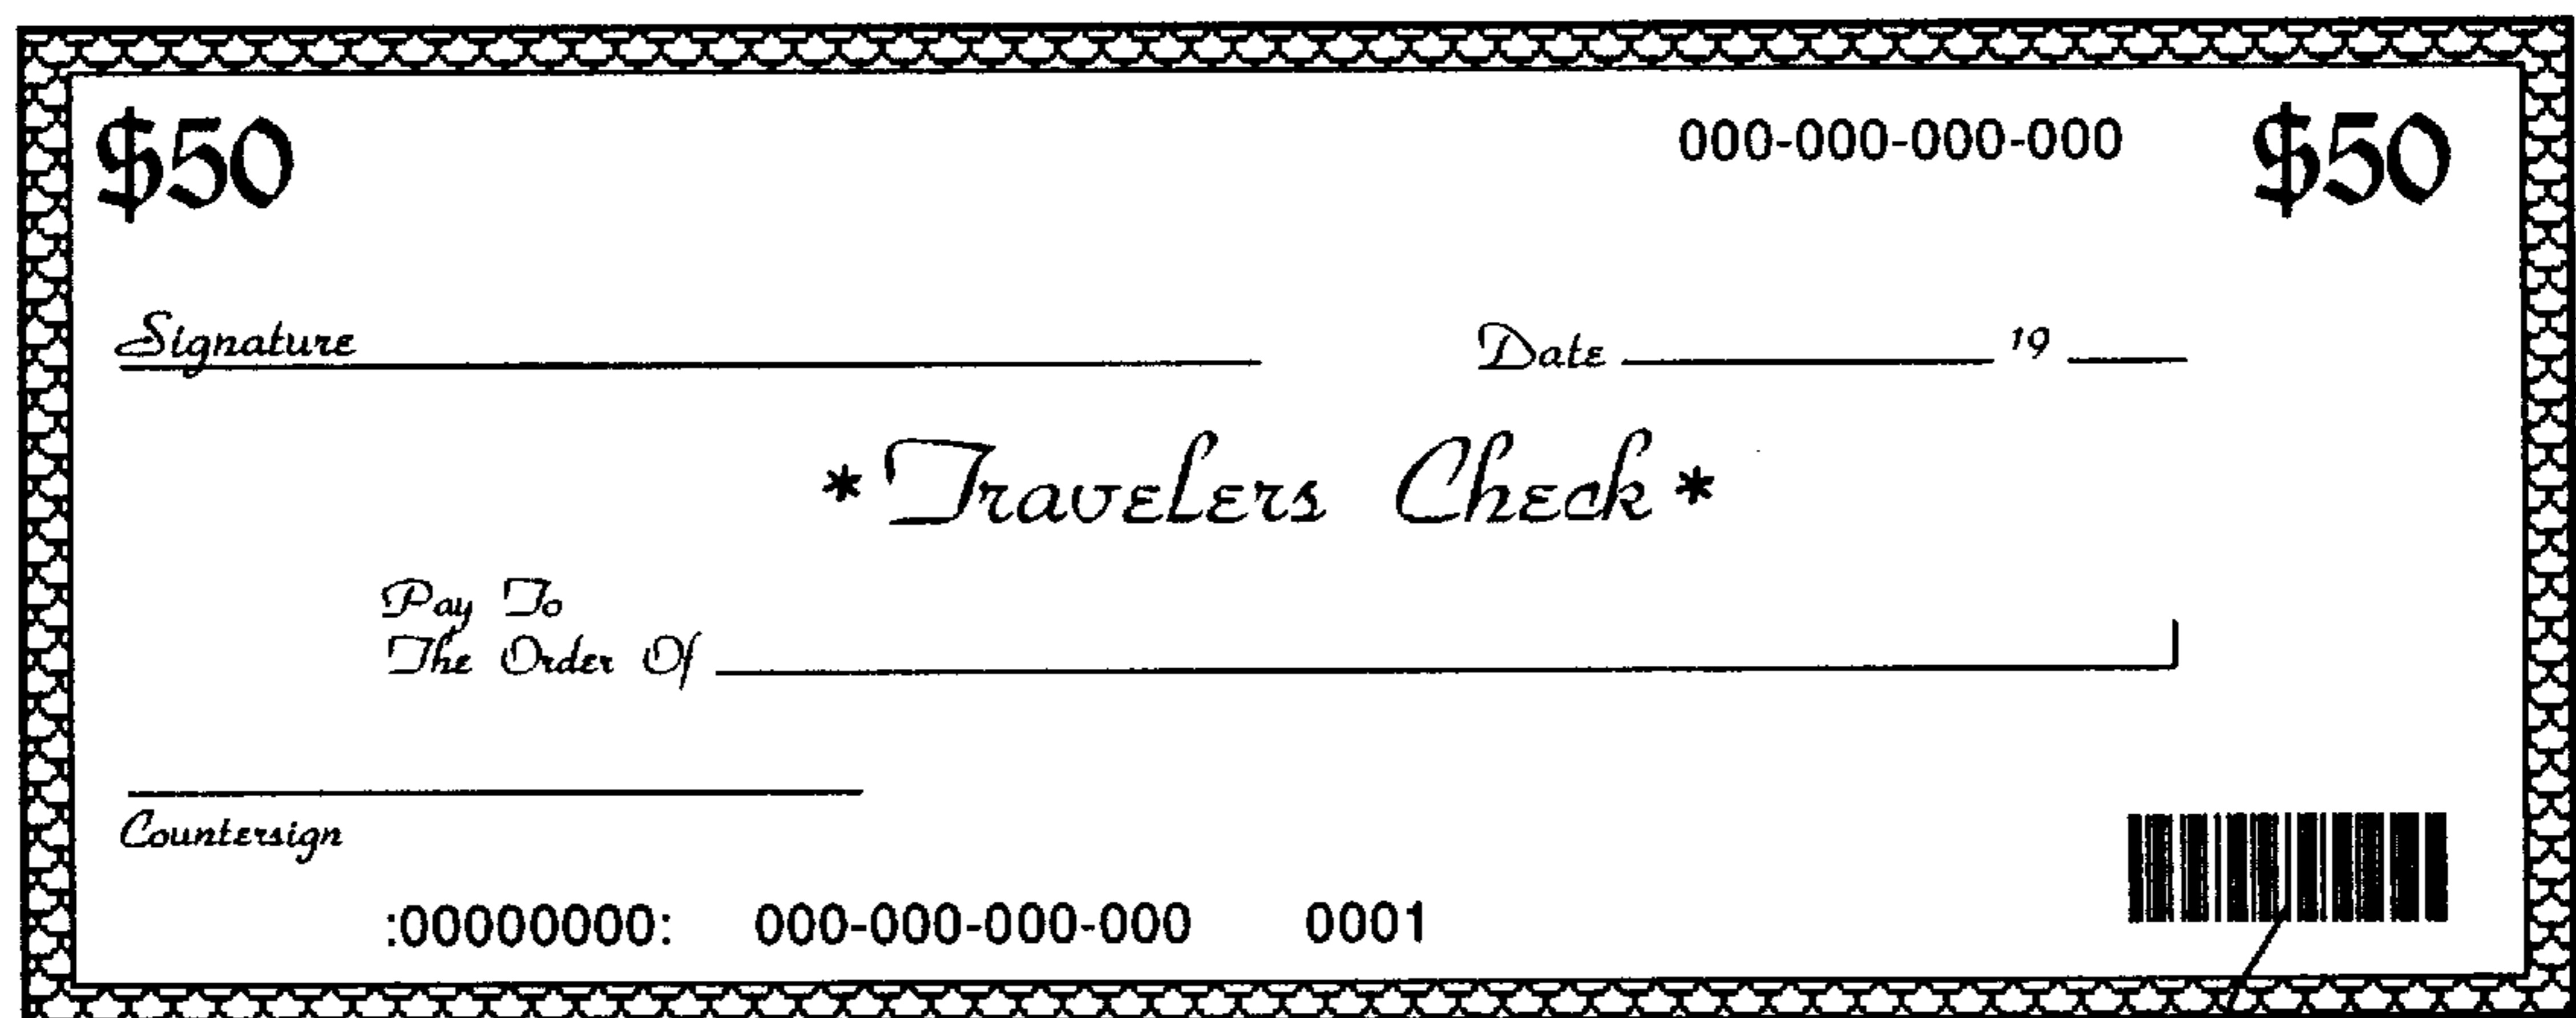 $50 000-000-000-000 $50
Signature Date 19
*Travelers Check*
Pay To
The Order Of
Countersign
:00000000: 000-000-000-000 0001